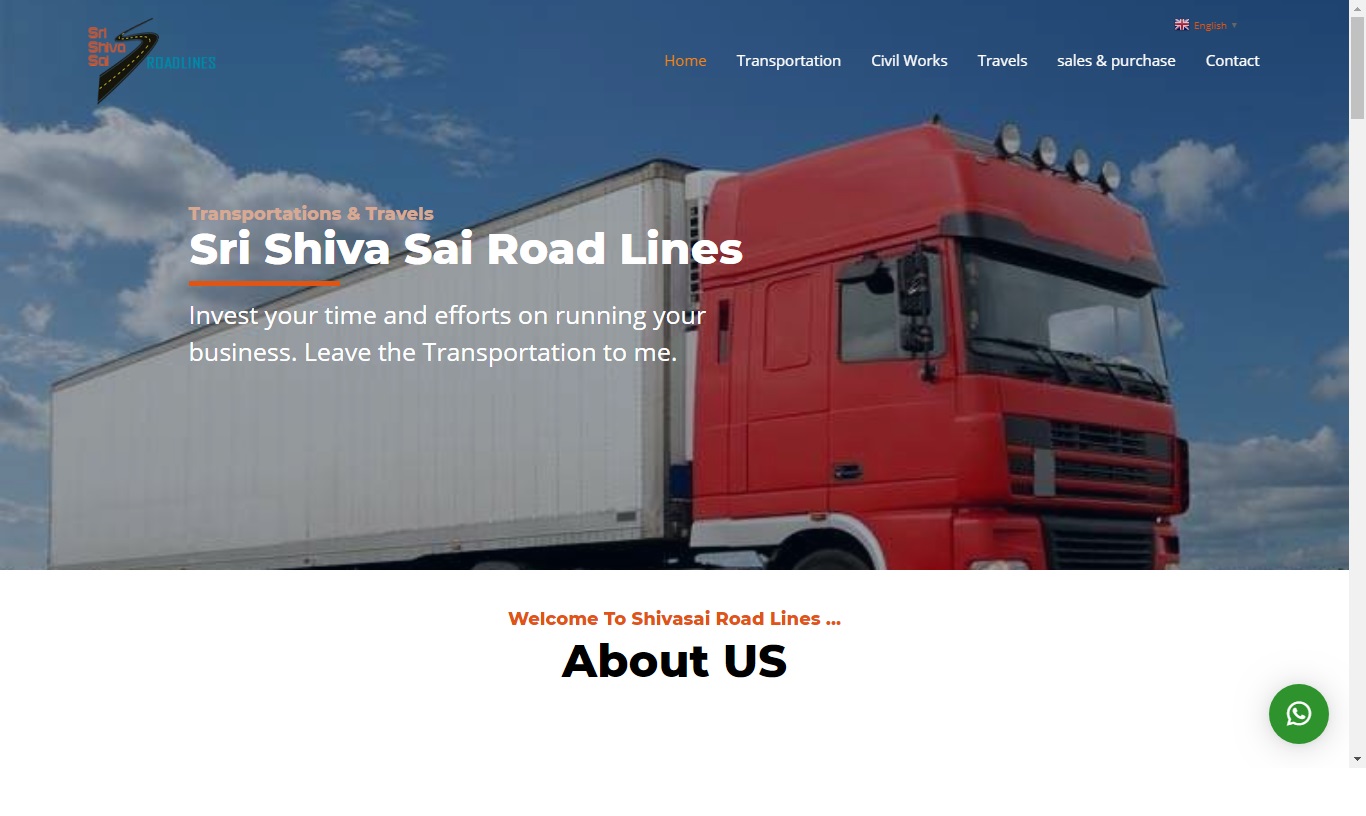 Sri
Shiva
Sai
ROADLINES
English ▼
Home Transportation Civil Works Travels sales & purchase Contact
Transportations & Travels
Sri Shiva Sai Road Lines
Invest your time and efforts on running your
business. Leave the Transportation to me.
Welcome To Shivasai Road Lines ...
About US